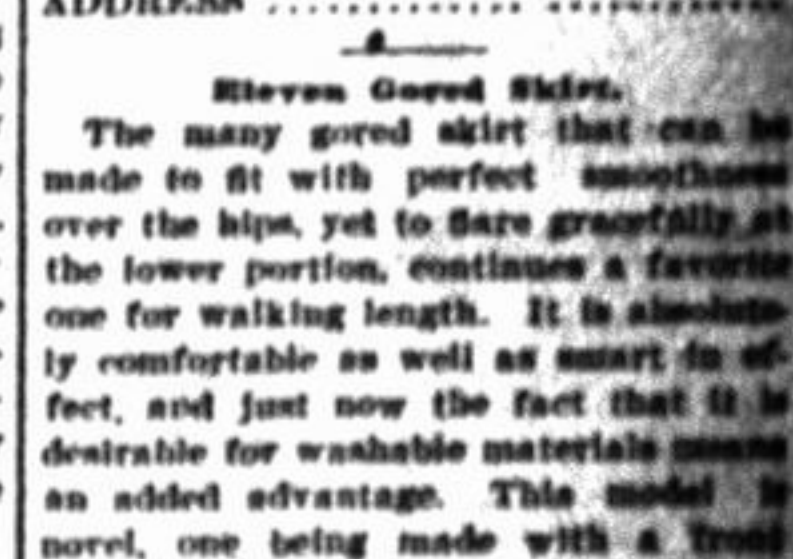 ADDRESS ........................
Eleven Gored Skirt.
The many gored skirt that can be
made to fit with perfect smoothness
over the hips, yet to flare gracefully at
the lower portion, continues a favorite
one for walking length. It is absolute-
ly comfortable as well as smart in ef-
fect, and just now the fact that it is
desirable for washable materials means
an added advantage. This model is
novel, one being made with a front